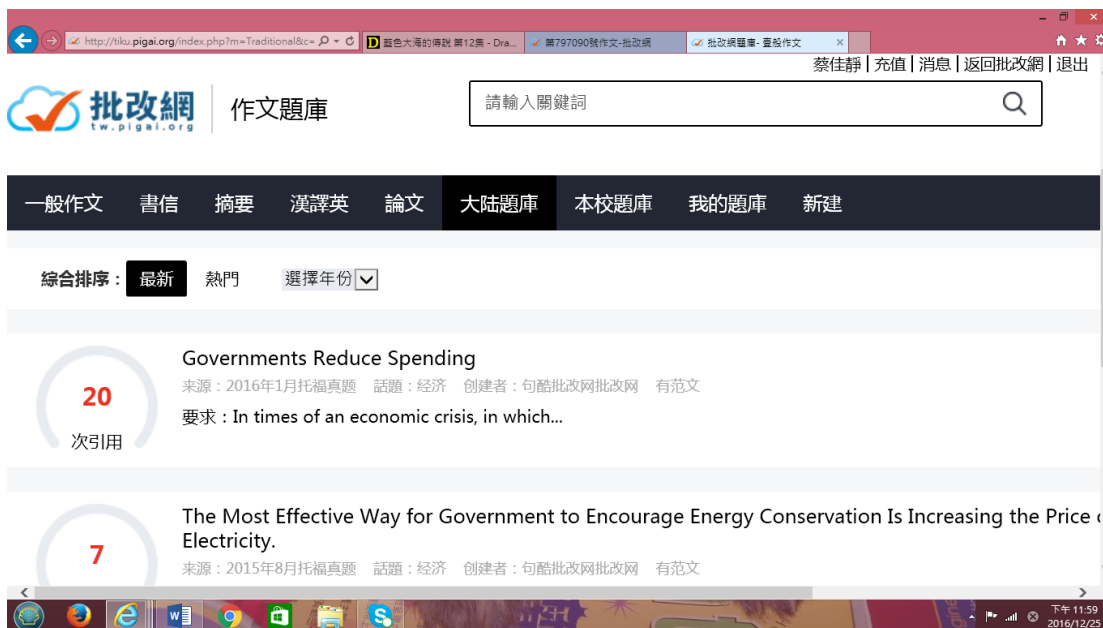 http://tiku.pigai.org/index.php?m=Traditional&c=
藍色大海的傳說 第12集 - Dra...
第797090號作文-批改網
批改網題庫- 臺般作文
蔡佳靜 | 充值 | 消息 | 返回批改網 | 退出
批改網
tw.pigai.org
作文題庫
請輸入關鍵詞
一般作文 書信 摘要 漢譯英 論文 大陆題庫 本校題庫 我的題庫 新建
綜合排序：最新 熱門 選擇年份
Governments Reduce Spending
来源：2016年1月托福真题 話題：经济 创建者：句酷批改网批改网 有范文
20
要求：In times of an economic crisis, in which...
次引用
The Most Effective Way for Government to Encourage Energy Conservation Is Increasing the Price
Electricity.
7
来源：2015年8月托福真题 話題：经济 创建者：句酷批改网批改网 有范文
下午 11:59
2016/12/25